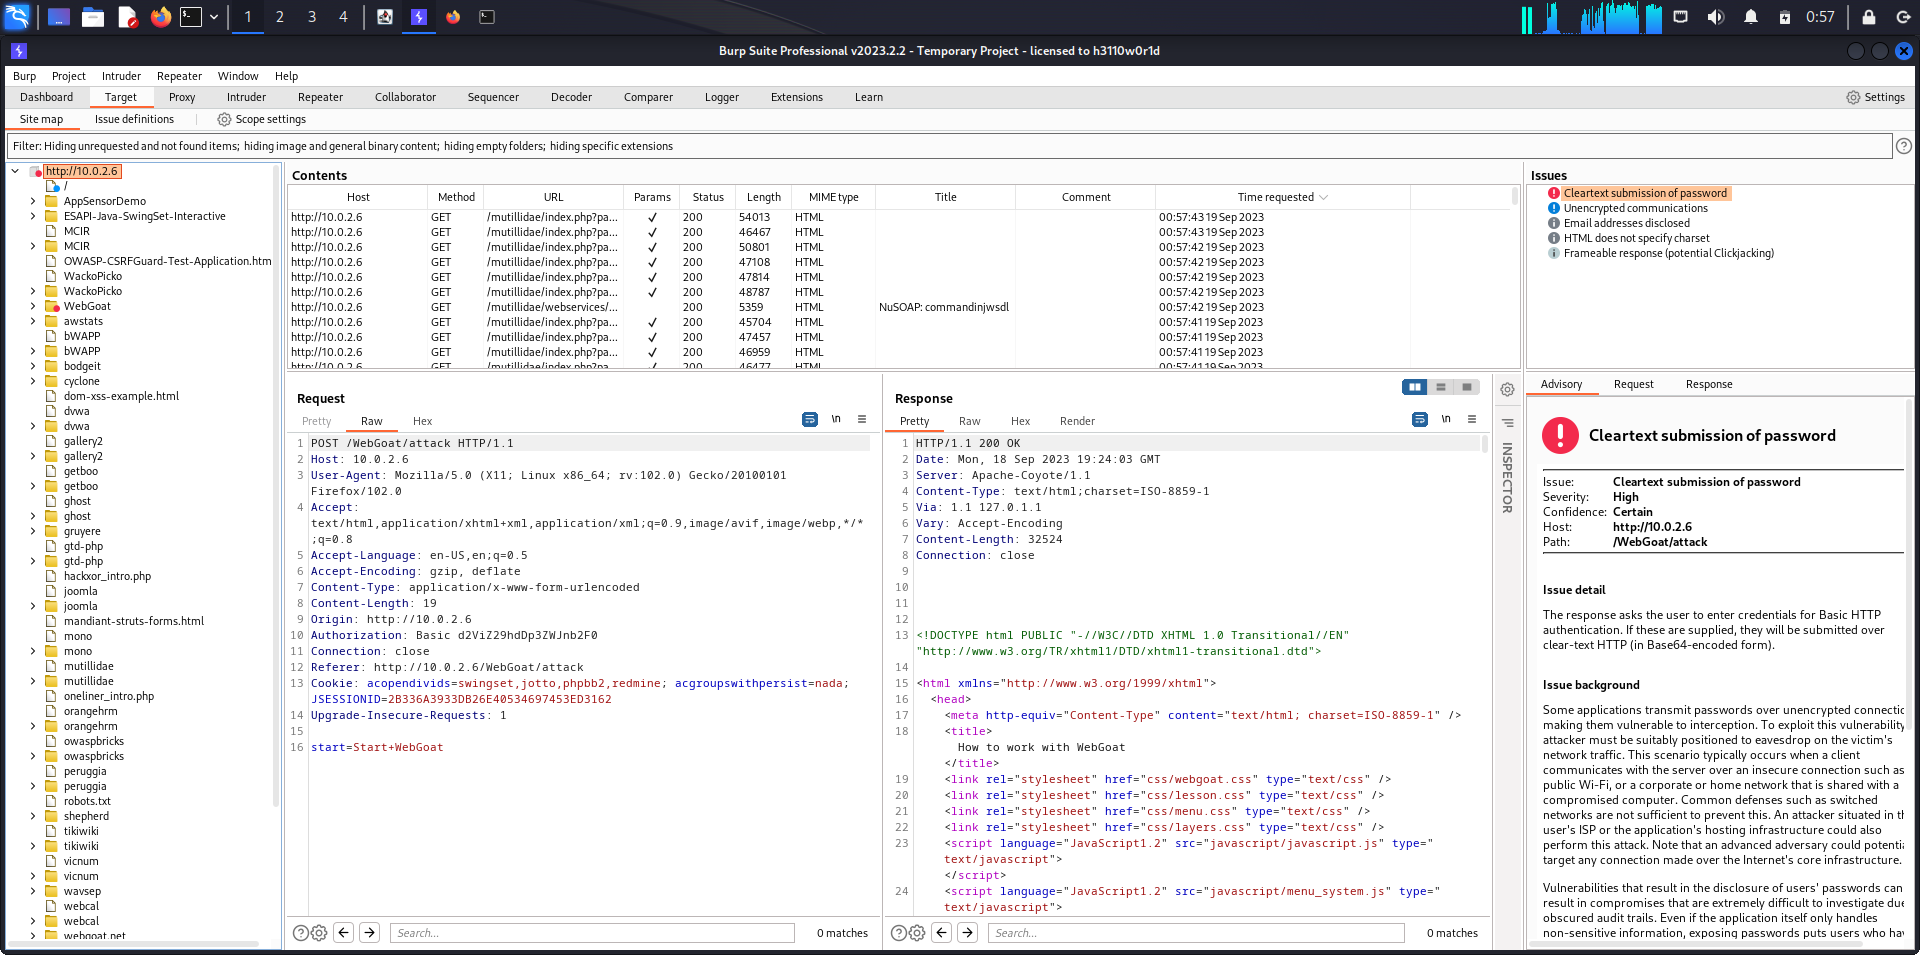 1 2 3 4 0:57
Burp Suite Professional v2023.2.2 - Temporary Project - licensed to h3110w0r1d
Burp Project Intruder Repeater Window Help
Dashboard Target Proxy Intruder Repeater Collaborator Sequencer Decoder Comparer Logger Extensions Learn Settings
Site map Issue definitions Scope settings
Filter: Hiding unrequested and not found items; hiding image and general binary content; hiding empty folders; hiding specific extensions
http://10.0.2.6
/
AppSensorDemo
ESAPI-Java-SwingSet-Interactive
MCIR
MCIR
OWASP-CSRFGuard-Test-Application.htm
WackoPicko
WackoPicko
WebGoat
awstats
bWAPP
bWAPP
bodgeit
cyclone
dom-xss-example.html
dvwa
dvwa
gallery2
gallery2
getboo
getboo
ghost
ghost
gruyere
gtd-php
gtd-php
hackxor_intro.php
joomla
joomla
mandiant-struts-forms.html
mono
mono
mutillidae
mutillidae
oneliner_intro.php
orangehrm
orangehrm
owaspbricks
owaspbricks
peruggia
peruggia
robots.txt
shepherd
tikiwiki
tikiwiki
vicnum
vicnum
wavsep
webcal
webcal
webgoat.net
Contents
Host Method URL Params Status Length MIME type Title Comment Time requested
http://10.0.2.6 GET /mutillidae/index.php?pa... ✓ 200 54013 HTML 00:57:43 19 Sep 2023
http://10.0.2.6 GET /mutillidae/index.php?pa... ✓ 200 46467 HTML 00:57:43 19 Sep 2023
http://10.0.2.6 GET /mutillidae/index.php?pa... ✓ 200 50801 HTML 00:57:42 19 Sep 2023
http://10.0.2.6 GET /mutillidae/index.php?pa... ✓ 200 47108 HTML 00:57:42 19 Sep 2023
http://10.0.2.6 GET /mutillidae/index.php?pa... ✓ 200 47814 HTML 00:57:42 19 Sep 2023
http://10.0.2.6 GET /mutillidae/index.php?pa... ✓ 200 48787 HTML 00:57:42 19 Sep 2023
http://10.0.2.6 GET /mutillidae/webservices/... 200 5359 HTML NuSOAP: commandinjwsdl 00:57:42 19 Sep 2023
http://10.0.2.6 GET /mutillidae/index.php?pa... ✓ 200 45704 HTML 00:57:41 19 Sep 2023
http://10.0.2.6 GET /mutillidae/index.php?pa... ✓ 200 47457 HTML 00:57:41 19 Sep 2023
http://10.0.2.6 GET /mutillidae/index.php?pa... ✓ 200 46959 HTML 00:57:41 19 Sep 2023
http://10.0.2.6 GET /mutillidae/index.php?pa... ✓ 200 46477 HTML 00:57:41 19 Sep 2023
Request
Pretty Raw Hex \n
1 POST /WebGoat/attack HTTP/1.1
2 Host: 10.0.2.6
3 User-Agent: Mozilla/5.0 (X11; Linux x86_64; rv:102.0) Gecko/20100101
Firefox/102.0
4 Accept:
text/html,application/xhtml+xml,application/xml;q=0.9,image/avif,image/webp,*/*
;q=0.8
5 Accept-Language: en-US,en;q=0.5
6 Accept-Encoding: gzip, deflate
7 Content-Type: application/x-www-form-urlencoded
8 Content-Length: 19
9 Origin: http://10.0.2.6
10 Authorization: Basic d2ViZ29hdDp3ZWJnb2F0
11 Connection: close
12 Referer: http://10.0.2.6/WebGoat/attack
13 Cookie: acopendivids=swingset,jotto,phpbb2,redmine; acgroupswithpersist=nada;
JSESSIONID=2B336A3933DB26E40534697453ED3162
14 Upgrade-Insecure-Requests: 1
15
16 start=Start+WebGoat
Search... 0 matches
Response
Pretty Raw Hex Render \n
1 HTTP/1.1 200 OK
2 Date: Mon, 18 Sep 2023 19:24:03 GMT
3 Server: Apache-Coyote/1.1
4 Content-Type: text/html;charset=ISO-8859-1
5 Via: 1.1 127.0.1.1
6 Vary: Accept-Encoding
7 Content-Length: 32524
8 Connection: close
9
10
11
12
13 <!DOCTYPE html PUBLIC "-//W3C//DTD XHTML 1.0 Transitional//EN"
"http://www.w3.org/TR/xhtml1/DTD/xhtml1-transitional.dtd">
14
15 <html xmlns="http://www.w3.org/1999/xhtml">
16 <head>
17 <meta http-equiv="Content-Type" content="text/html; charset=ISO-8859-1" />
18 <title>
How to work with WebGoat
</title>
19 <link rel="stylesheet" href="css/webgoat.css" type="text/css" />
20 <link rel="stylesheet" href="css/lesson.css" type="text/css" />
21 <link rel="stylesheet" href="css/menu.css" type="text/css" />
22 <link rel="stylesheet" href="css/layers.css" type="text/css" />
23 <script language="JavaScript1.2" src="javascript/javascript.js" type="
text/javascript">
</script>
24 <script language="JavaScript1.2" src="javascript/menu_system.js" type="
text/javascript">
Search... 0 matches
INSPECTOR
Issues
Cleartext submission of password
Unencrypted communications
Email addresses disclosed
HTML does not specify charset
Frameable response (potential Clickjacking)
Advisory Request Response
Cleartext submission of password
Issue: Cleartext submission of password
Severity: High
Confidence: Certain
Host: http://10.0.2.6
Path: /WebGoat/attack
Issue detail
The response asks the user to enter credentials for Basic HTTP
authentication. If these are supplied, they will be submitted over
clear-text HTTP (in Base64-encoded form).
Issue background
Some applications transmit passwords over unencrypted connectic
making them vulnerable to interception. To exploit this vulnerability
attacker must be suitably positioned to eavesdrop on the victim's
network traffic. This scenario typically occurs when a client
communicates with the server over an insecure connection such as
public Wi-Fi, or a corporate or home network that is shared with a
compromised computer. Common defenses such as switched
networks are not sufficient to prevent this. An attacker situated in th
user's ISP or the application's hosting infrastructure could also
perform this attack. Note that an advanced adversary could potentia
target any connection made over the Internet's core infrastructure.
Vulnerabilities that result in the disclosure of users' passwords can
result in compromises that are extremely difficult to investigate due
obscured audit trails. Even if the application itself only handles
non-sensitive information, exposing passwords puts users who hav